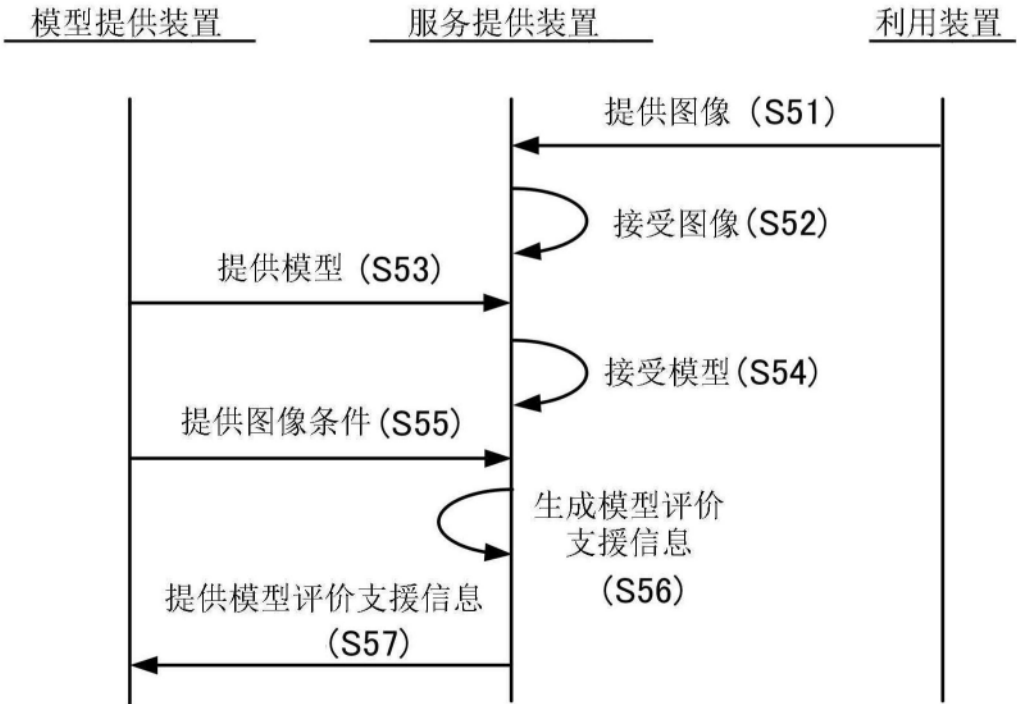 模型提供装置
服务提供装置
利用装置
提供图像（S51）
接受图像(S52)
提供模型（S53）
接受模型(S54)
提供图像条件(S55)
生成模型评价
支援信息
(S56)
提供模型评价支援信息
(S57)